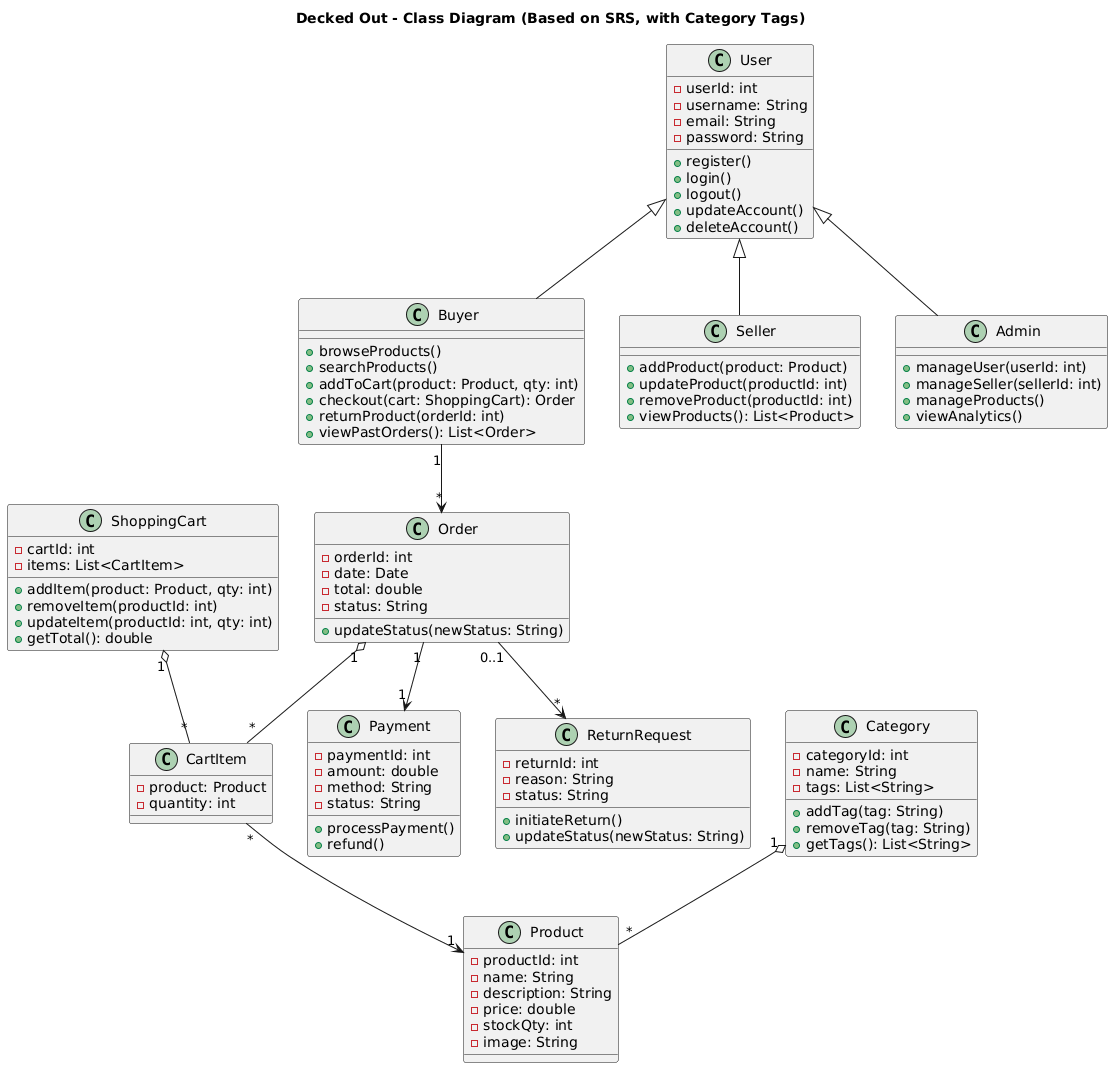 Decked Out - Class Diagram (Based on SRS, with Category Tags)
C User
userId: int
username: String
email: String
password: String
register()
login()
logout()
updateAccount()
deleteAccount()
C Buyer
browseProducts()
searchProducts()
addToCart(product: Product, qty: int)
checkout(cart: ShoppingCart): Order
returnProduct(orderId: int)
viewPastOrders(): List<Order>
C Seller
addProduct(product: Product)
updateProduct(productId: int)
removeProduct(productId: int)
viewProducts(): List<Product>
C Admin
manageUser(userId: int)
manageSeller(sellerId: int)
manageProducts()
viewAnalytics()
1
*
C ShoppingCart
cartId: int
items: List<CartItem>
addItem(product: Product, qty: int)
removeItem(productId: int)
updateItem(productId: int, qty: int)
getTotal(): double
C Order
orderId: int
date: Date
total: double
status: String
updateStatus(newStatus: String)
1
*
1
*
1
1
0..1
*
C CartItem
product: Product
quantity: int
C Payment
paymentId: int
amount: double
method: String
status: String
processPayment()
refund()
C ReturnRequest
returnId: int
reason: String
status: String
initiateReturn()
updateStatus(newStatus: String)
C Category
categoryId: int
name: String
tags: List<String>
addTag(tag: String)
removeTag(tag: String)
getTags(): List<String>
*
1
1
*
C Product
productId: int
name: String
description: String
price: double
stockQty: int
image: String